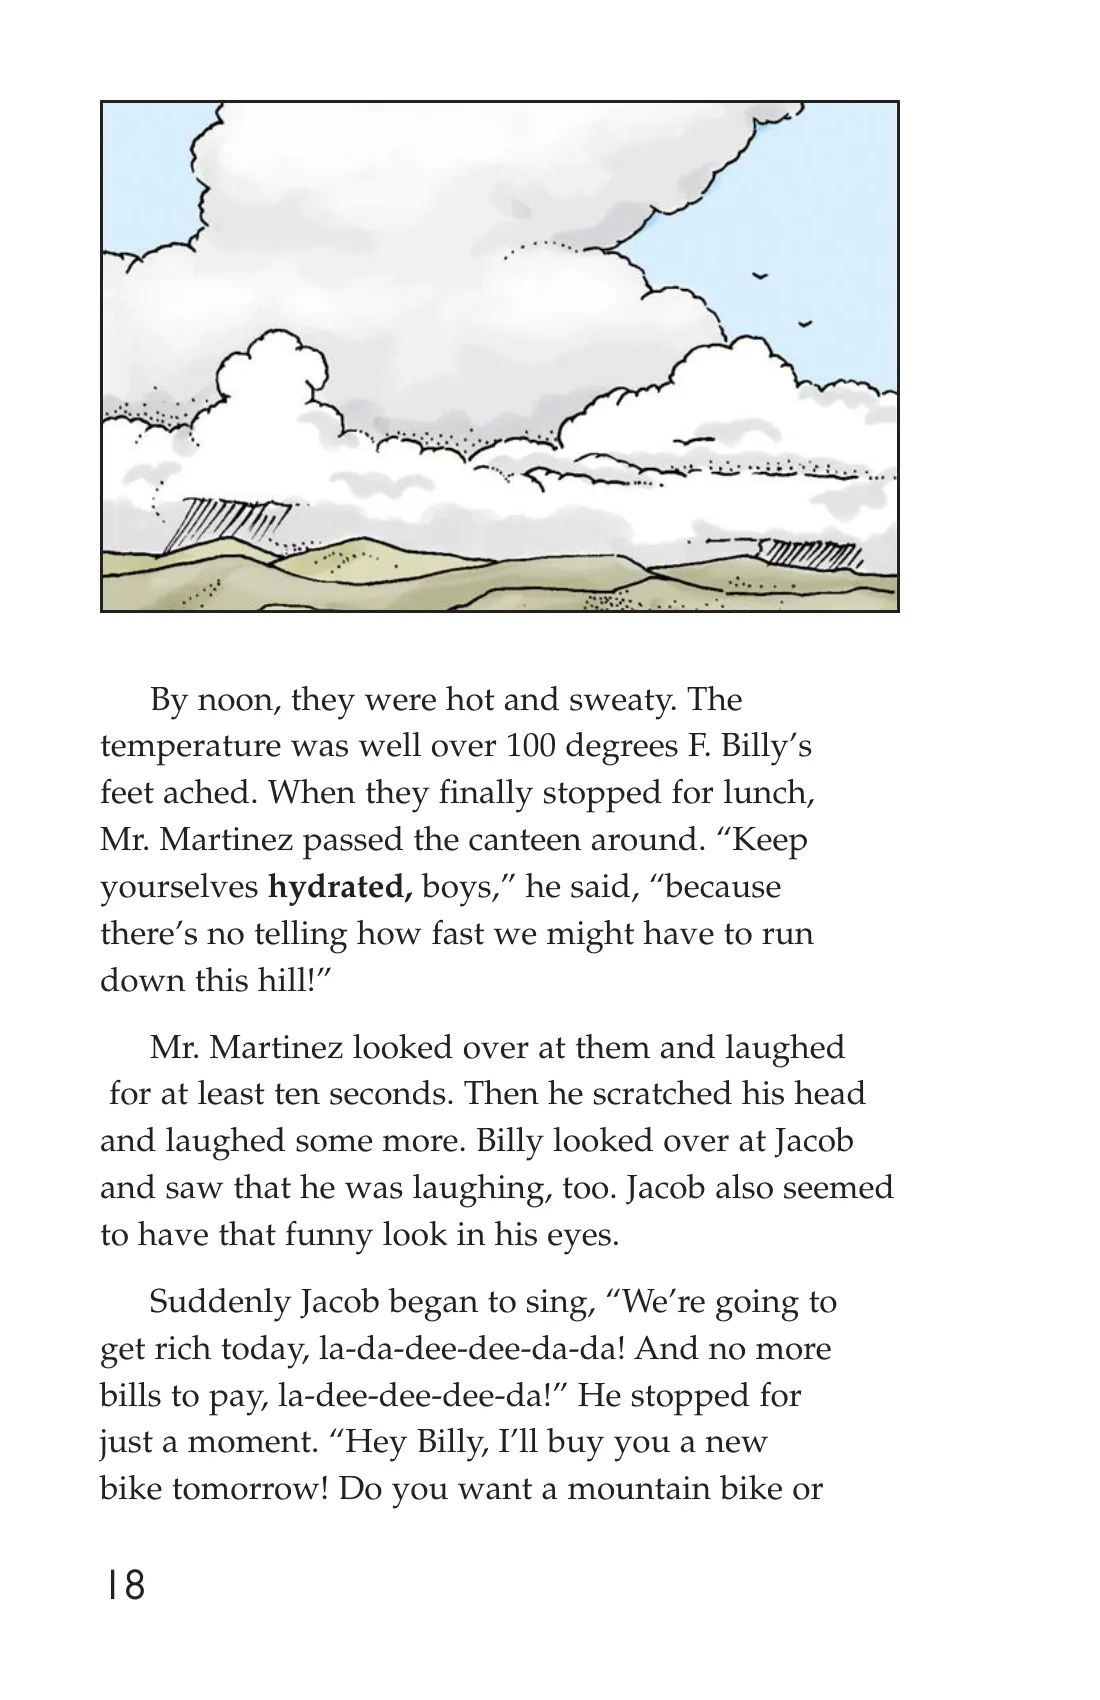 By noon, they were hot and sweaty. The
temperature was well over 100 degrees F. Billy’s
feet ached. When they finally stopped for lunch,
Mr. Martinez passed the canteen around. “Keep
yourselves hydrated, boys,” he said, “because
there’s no telling how fast we might have to run
down this hill!”
Mr. Martinez looked over at them and laughed
for at least ten seconds. Then he scratched his head
and laughed some more. Billy looked over at Jacob
and saw that he was laughing, too. Jacob also seemed
to have that funny look in his eyes.
Suddenly Jacob began to sing, “We’re going to
get rich today, la-da-dee-dee-da-da! And no more
bills to pay, la-dee-dee-dee-da!” He stopped for
just a moment. “Hey Billy, I’ll buy you a new
bike tomorrow! Do you want a mountain bike or
18